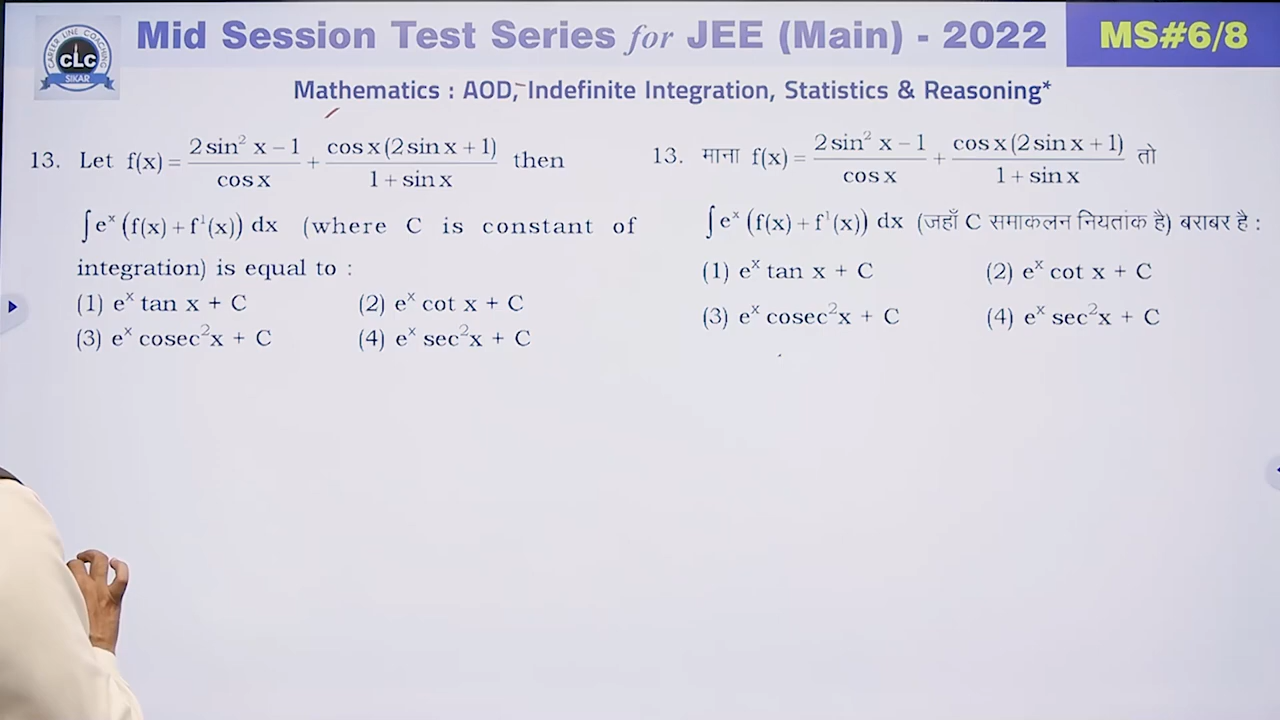 Mid Session Test Series for JEE (Main) - 2022
MS#6/8
CAREER LINE COACHING
CLC
SIKAR
Mathematics : AOD, Indefinite Integration, Statistics & Reasoning*
13. Let f(x) = (2 sin² x − 1)/(cos x) + (cos x (2 sin x + 1))/(1 + sin x) then
∫eˣ (f(x) + f¹(x)) dx (where C is constant of
integration) is equal to :
(1) eˣ tan x + C (2) eˣ cot x + C
(3) eˣ cosec²x + C (4) eˣ sec²x + C
13. माना f(x) = (2 sin² x − 1)/(cos x) + (cos x (2 sin x + 1))/(1 + sin x) तो
∫eˣ (f(x) + f¹(x)) dx (जहाँ C समाकलन नियतांक है) बराबर है :
(1) eˣ tan x + C (2) eˣ cot x + C
(3) eˣ cosec²x + C (4) eˣ sec²x + C